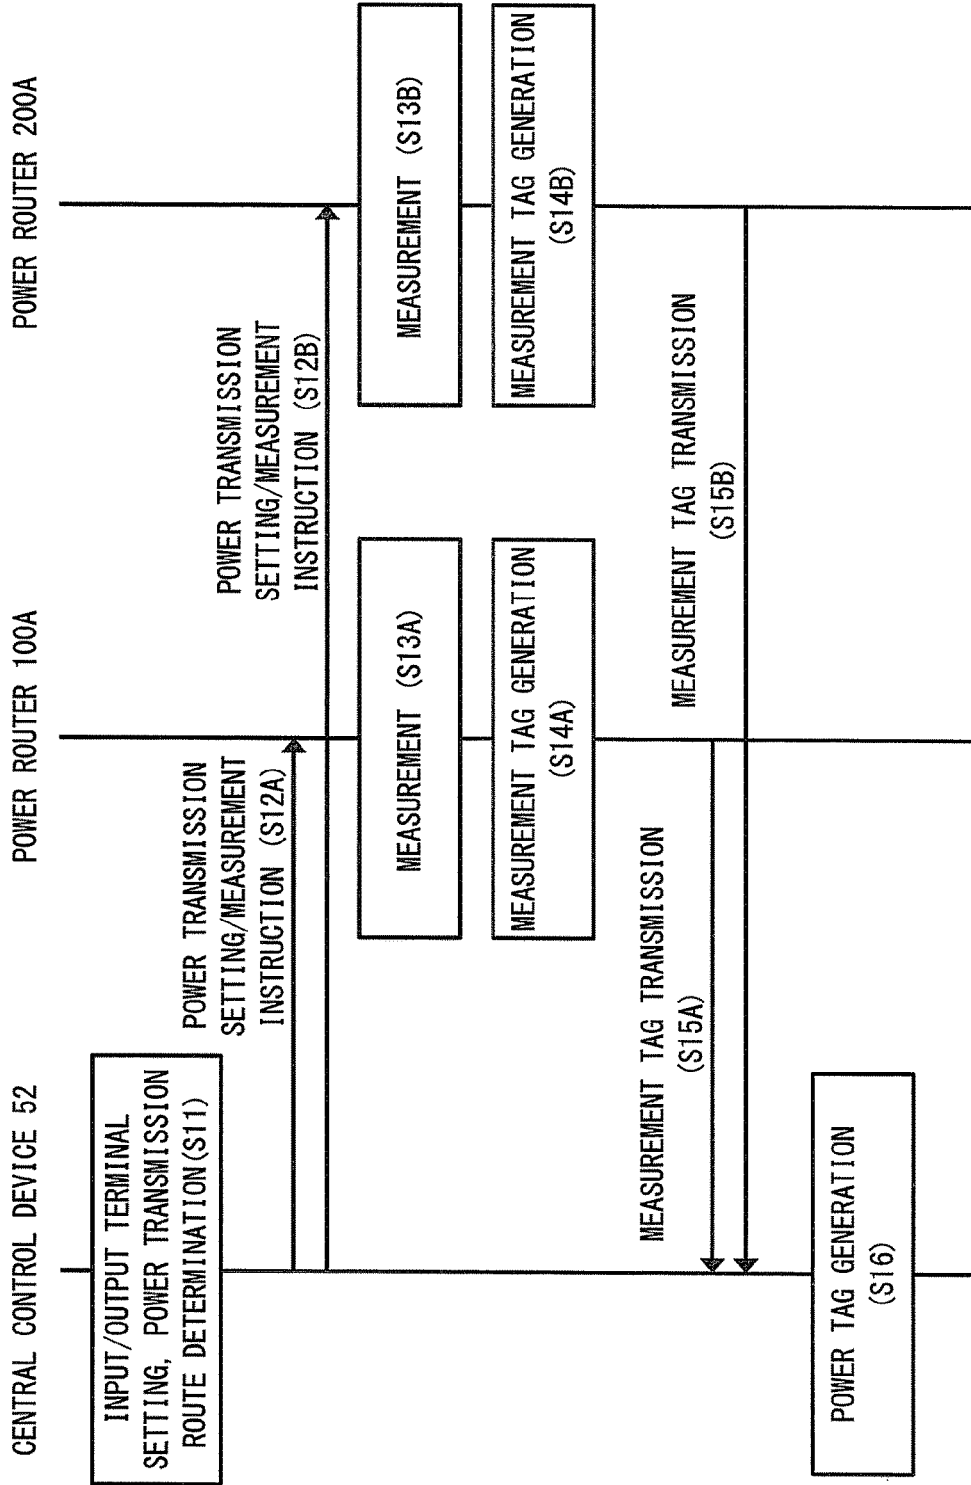 CENTRAL CONTROL DEVICE 52
POWER ROUTER 100A
POWER ROUTER 200A
INPUT/OUTPUT TERMINAL
SETTING, POWER TRANSMISSION
ROUTE DETERMINATION(S11)
POWER TRANSMISSION
SETTING/MEASUREMENT
INSTRUCTION (S12A)
POWER TRANSMISSION
SETTING/MEASUREMENT
INSTRUCTION (S12B)
MEASUREMENT (S13A)
MEASUREMENT (S13B)
MEASUREMENT TAG GENERATION
(S14A)
MEASUREMENT TAG GENERATION
(S14B)
MEASUREMENT TAG TRANSMISSION
(S15A)
MEASUREMENT TAG TRANSMISSION
(S15B)
POWER TAG GENERATION
(S16)